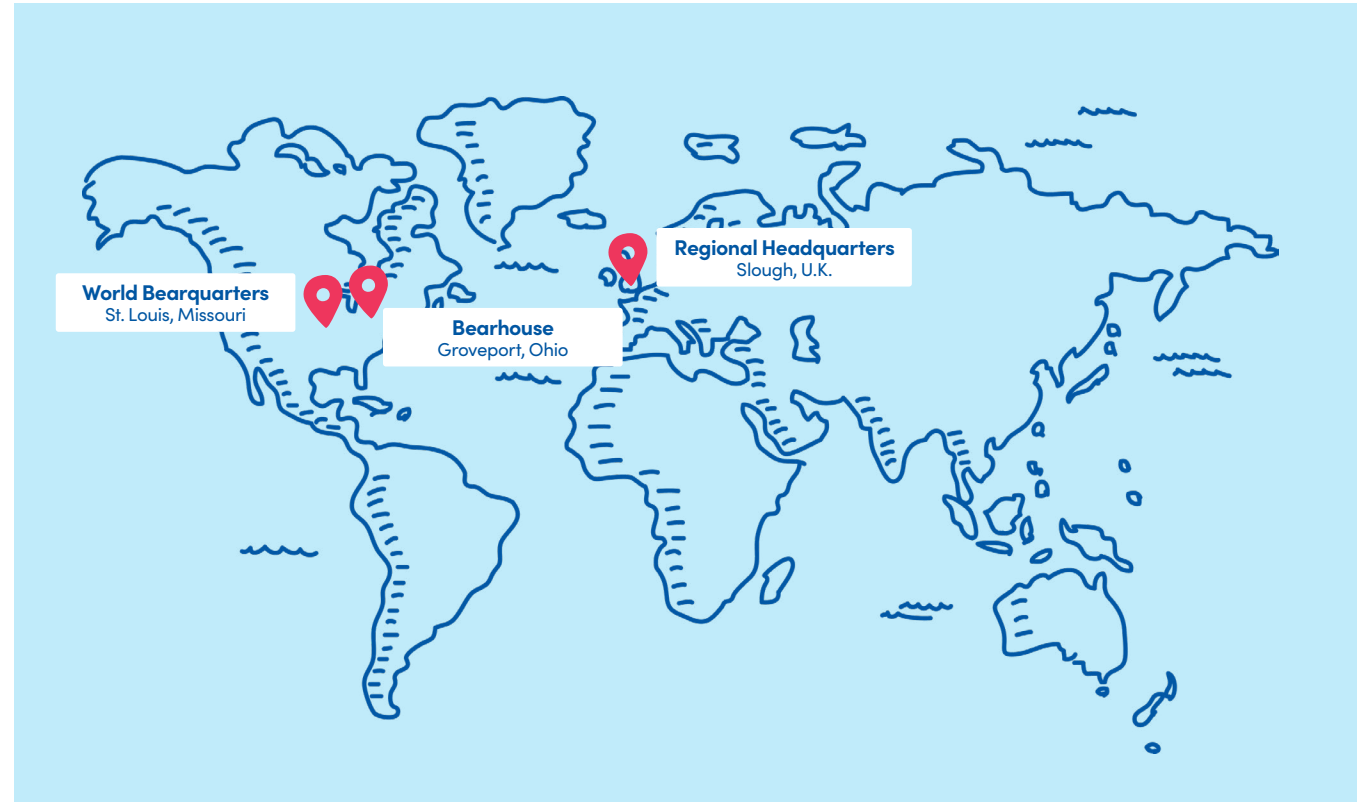 Regional Headquarters
Slough, U.K.
World Bearquarters
St. Louis, Missouri
Bearhouse
Groveport, Ohio